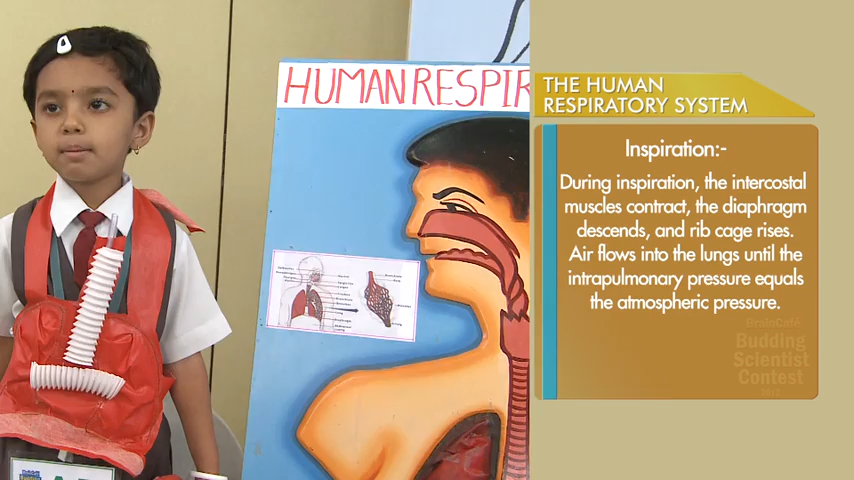 HUMAN RESPIR
THE HUMAN
RESPIRATORY SYSTEM
Inspiration:-
During inspiration, the intercostal
muscles contract, the diaphragm
descends, and rib cage rises.
Air flows into the lungs until the
intrapulmonary pressure equals
the atmospheric pressure.
BrainCafé
Budding
Scientist
Contest